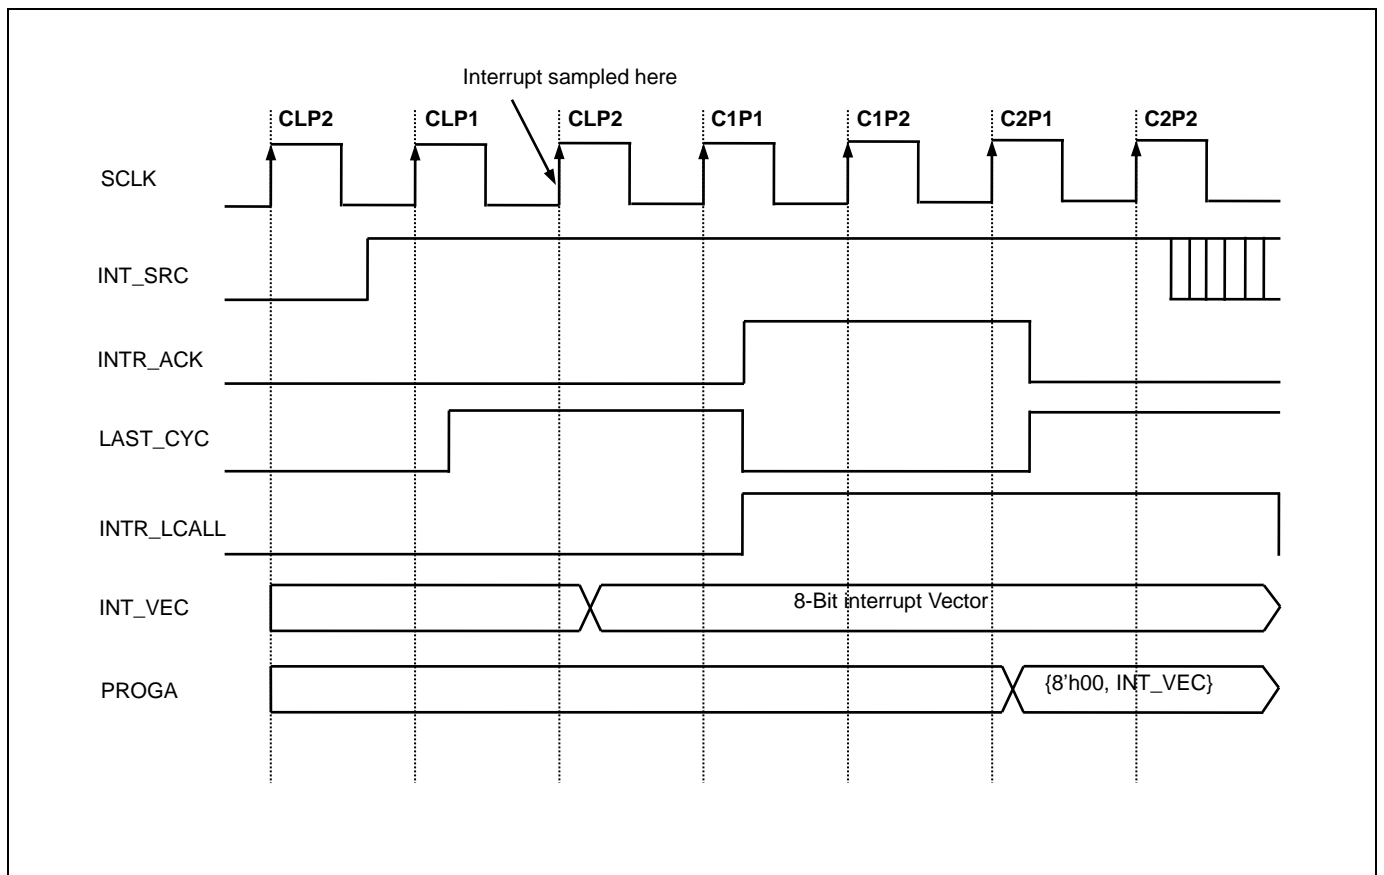 Interrupt sampled here
CLP2 CLP1 CLP2 C1P1 C1P2 C2P1 C2P2
SCLK
INT_SRC
INTR_ACK
LAST_CYC
INTR_LCALL
INT_VEC 8-Bit interrupt Vector
PROGA {8'h00, INT_VEC}